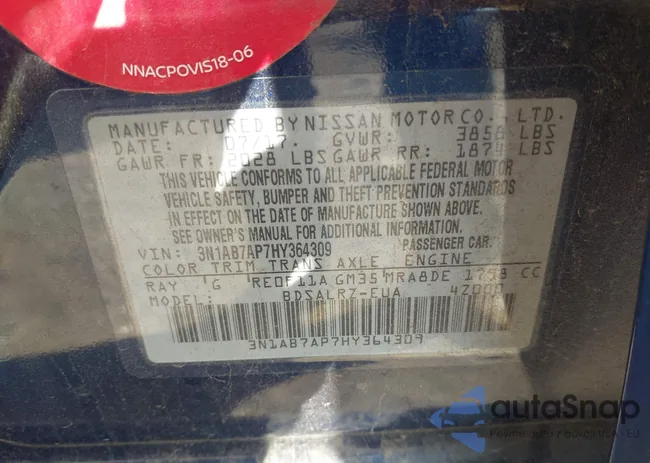 NNACPOVIS18-06
MANUFACTURED BY NISSAN MOTOR CO., LTD.
DATE: 07/17. GVWR: 3858 LBS
GAWR FR: 2028 LBS GAWR RR: 1874 LBS
THIS VEHICLE CONFORMS TO ALL APPLICABLE FEDERAL MOTOR
VEHICLE SAFETY, BUMPER AND THEFT PREVENTION STANDARDS
IN EFFECT ON THE DATE OF MANUFACTURE SHOWN ABOVE.
SEE OWNER'S MANUAL FOR ADDITIONAL INFORMATION.
VIN: 3N1AB7AP7HY364309 PASSENGER CAR
COLOR TRIM TRANS AXLE ENGINE
RAY G RE0F11A GM35 MRA8DE 1798 CC
MODEL: BDSALRZ-EUA
3N1AB7AP7HY364309
autoSnap